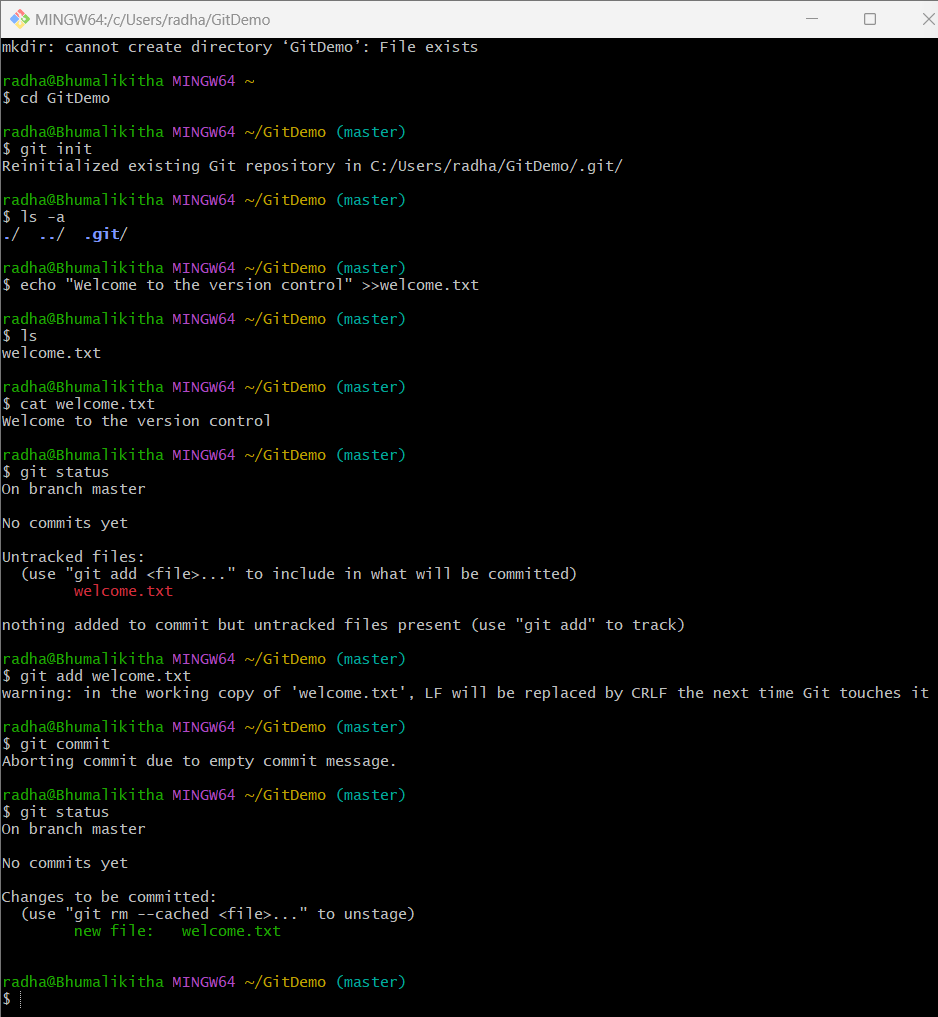 MINGW64:/c/Users/radha/GitDemo
mkdir: cannot create directory ‘GitDemo’: File exists
radha@Bhumalikitha MINGW64 ~
$ cd GitDemo
radha@Bhumalikitha MINGW64 ~/GitDemo (master)
$ git init
Reinitialized existing Git repository in C:/Users/radha/GitDemo/.git/
radha@Bhumalikitha MINGW64 ~/GitDemo (master)
$ ls -a
./  ../  .git/
radha@Bhumalikitha MINGW64 ~/GitDemo (master)
$ echo "Welcome to the version control" >>welcome.txt
radha@Bhumalikitha MINGW64 ~/GitDemo (master)
$ ls
welcome.txt
radha@Bhumalikitha MINGW64 ~/GitDemo (master)
$ cat welcome.txt
Welcome to the version control
radha@Bhumalikitha MINGW64 ~/GitDemo (master)
$ git status
On branch master
No commits yet
Untracked files:
  (use "git add <file>..." to include in what will be committed)
        welcome.txt
nothing added to commit but untracked files present (use "git add" to track)
radha@Bhumalikitha MINGW64 ~/GitDemo (master)
$ git add welcome.txt
warning: in the working copy of 'welcome.txt', LF will be replaced by CRLF the next time Git touches it
radha@Bhumalikitha MINGW64 ~/GitDemo (master)
$ git commit
Aborting commit due to empty commit message.
radha@Bhumalikitha MINGW64 ~/GitDemo (master)
$ git status
On branch master
No commits yet
Changes to be committed:
  (use "git rm --cached <file>..." to unstage)
        new file:   welcome.txt
radha@Bhumalikitha MINGW64 ~/GitDemo (master)
$